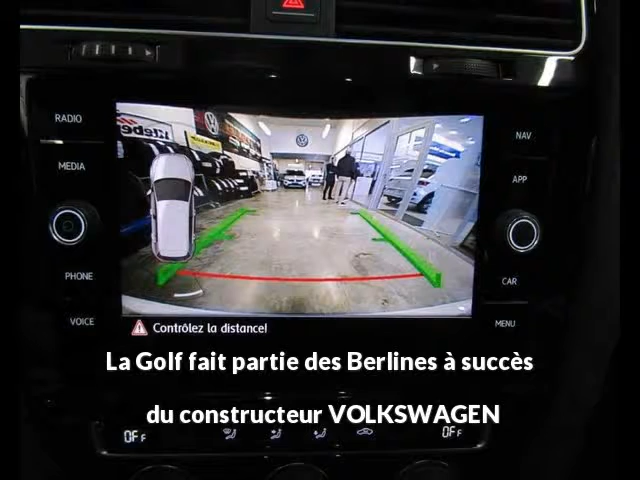 RADIO
MEDIA
PHONE
VOICE
NAV
APP
CAR
MENU
Contrôlez la distance!
La Golf fait partie des Berlines à succès
du constructeur VOLKSWAGEN
OFF
OFF